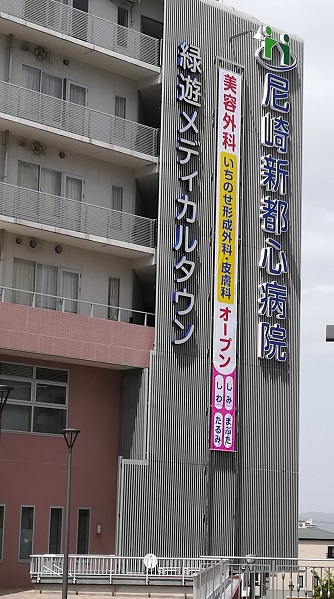 尼崎新都心病院
美容外科
いちのせ形成外科・皮膚科
オープン
しみ
まぶた
しわ
たるみ
緑遊メディカルタウン